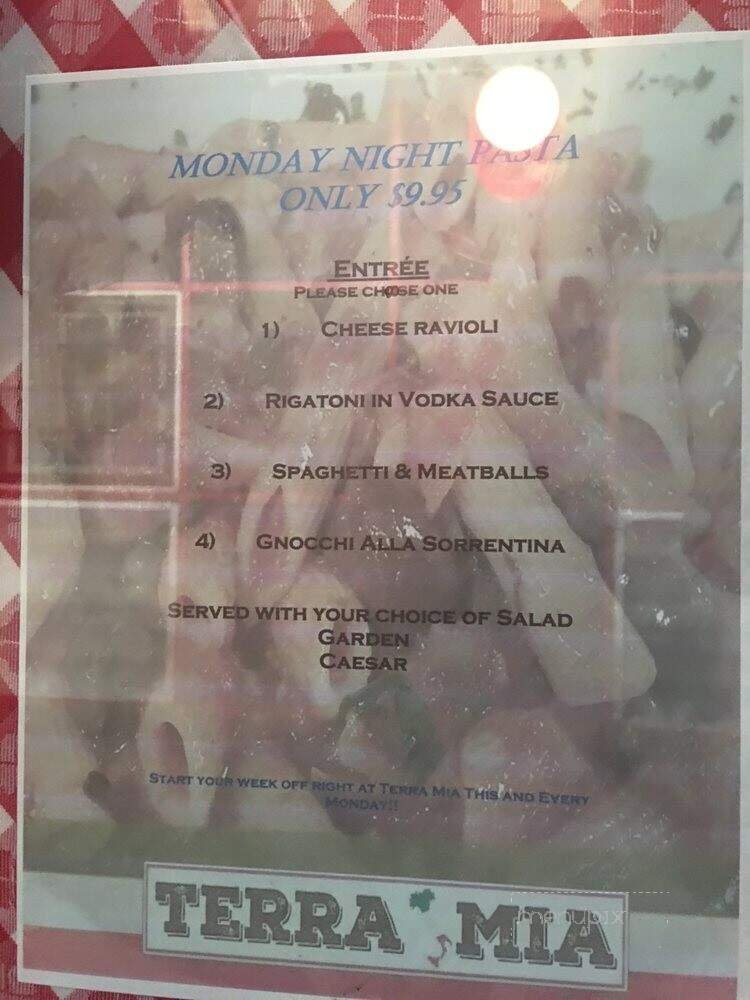 MONDAY NIGHT PASTA
ONLY $9.95
ENTRÉE
PLEASE CHOOSE ONE
1) CHEESE RAVIOLI
2) RIGATONI IN VODKA SAUCE
3) SPAGHETTI & MEATBALLS
4) GNOCCHI ALLA SORRENTINA
SERVED WITH YOUR CHOICE OF SALAD
GARDEN
CAESAR
START YOUR WEEK OFF RIGHT AT TERRA MIA THIS AND EVERY
MONDAY!!
TERRA MIA
menupix